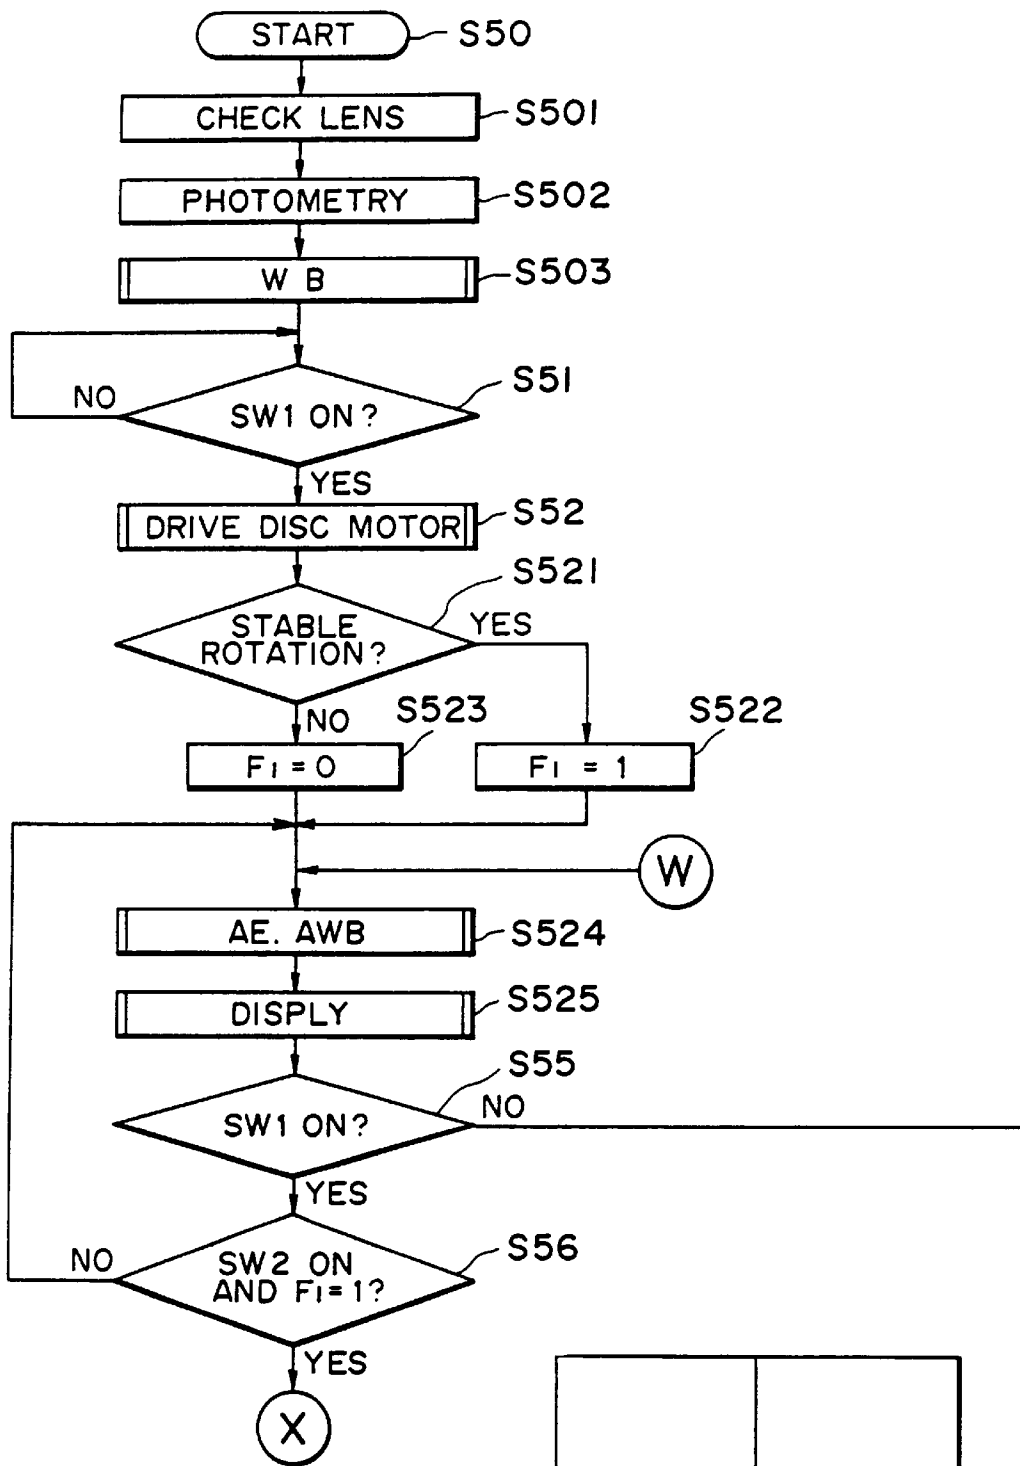 START
S50
CHECK LENS
S501
PHOTOMETRY
S502
W B
S503
S51
NO
SW1 ON?
YES
DRIVE DISC MOTOR
S52
S521
STABLE
ROTATION?
YES
NO
S523
S522
F1 = 0
F1 = 1
W
AE. AWB
S524
DISPLY
S525
S55
SW1 ON?
NO
YES
S56
NO
SW2 ON
AND F1=1?
YES
X